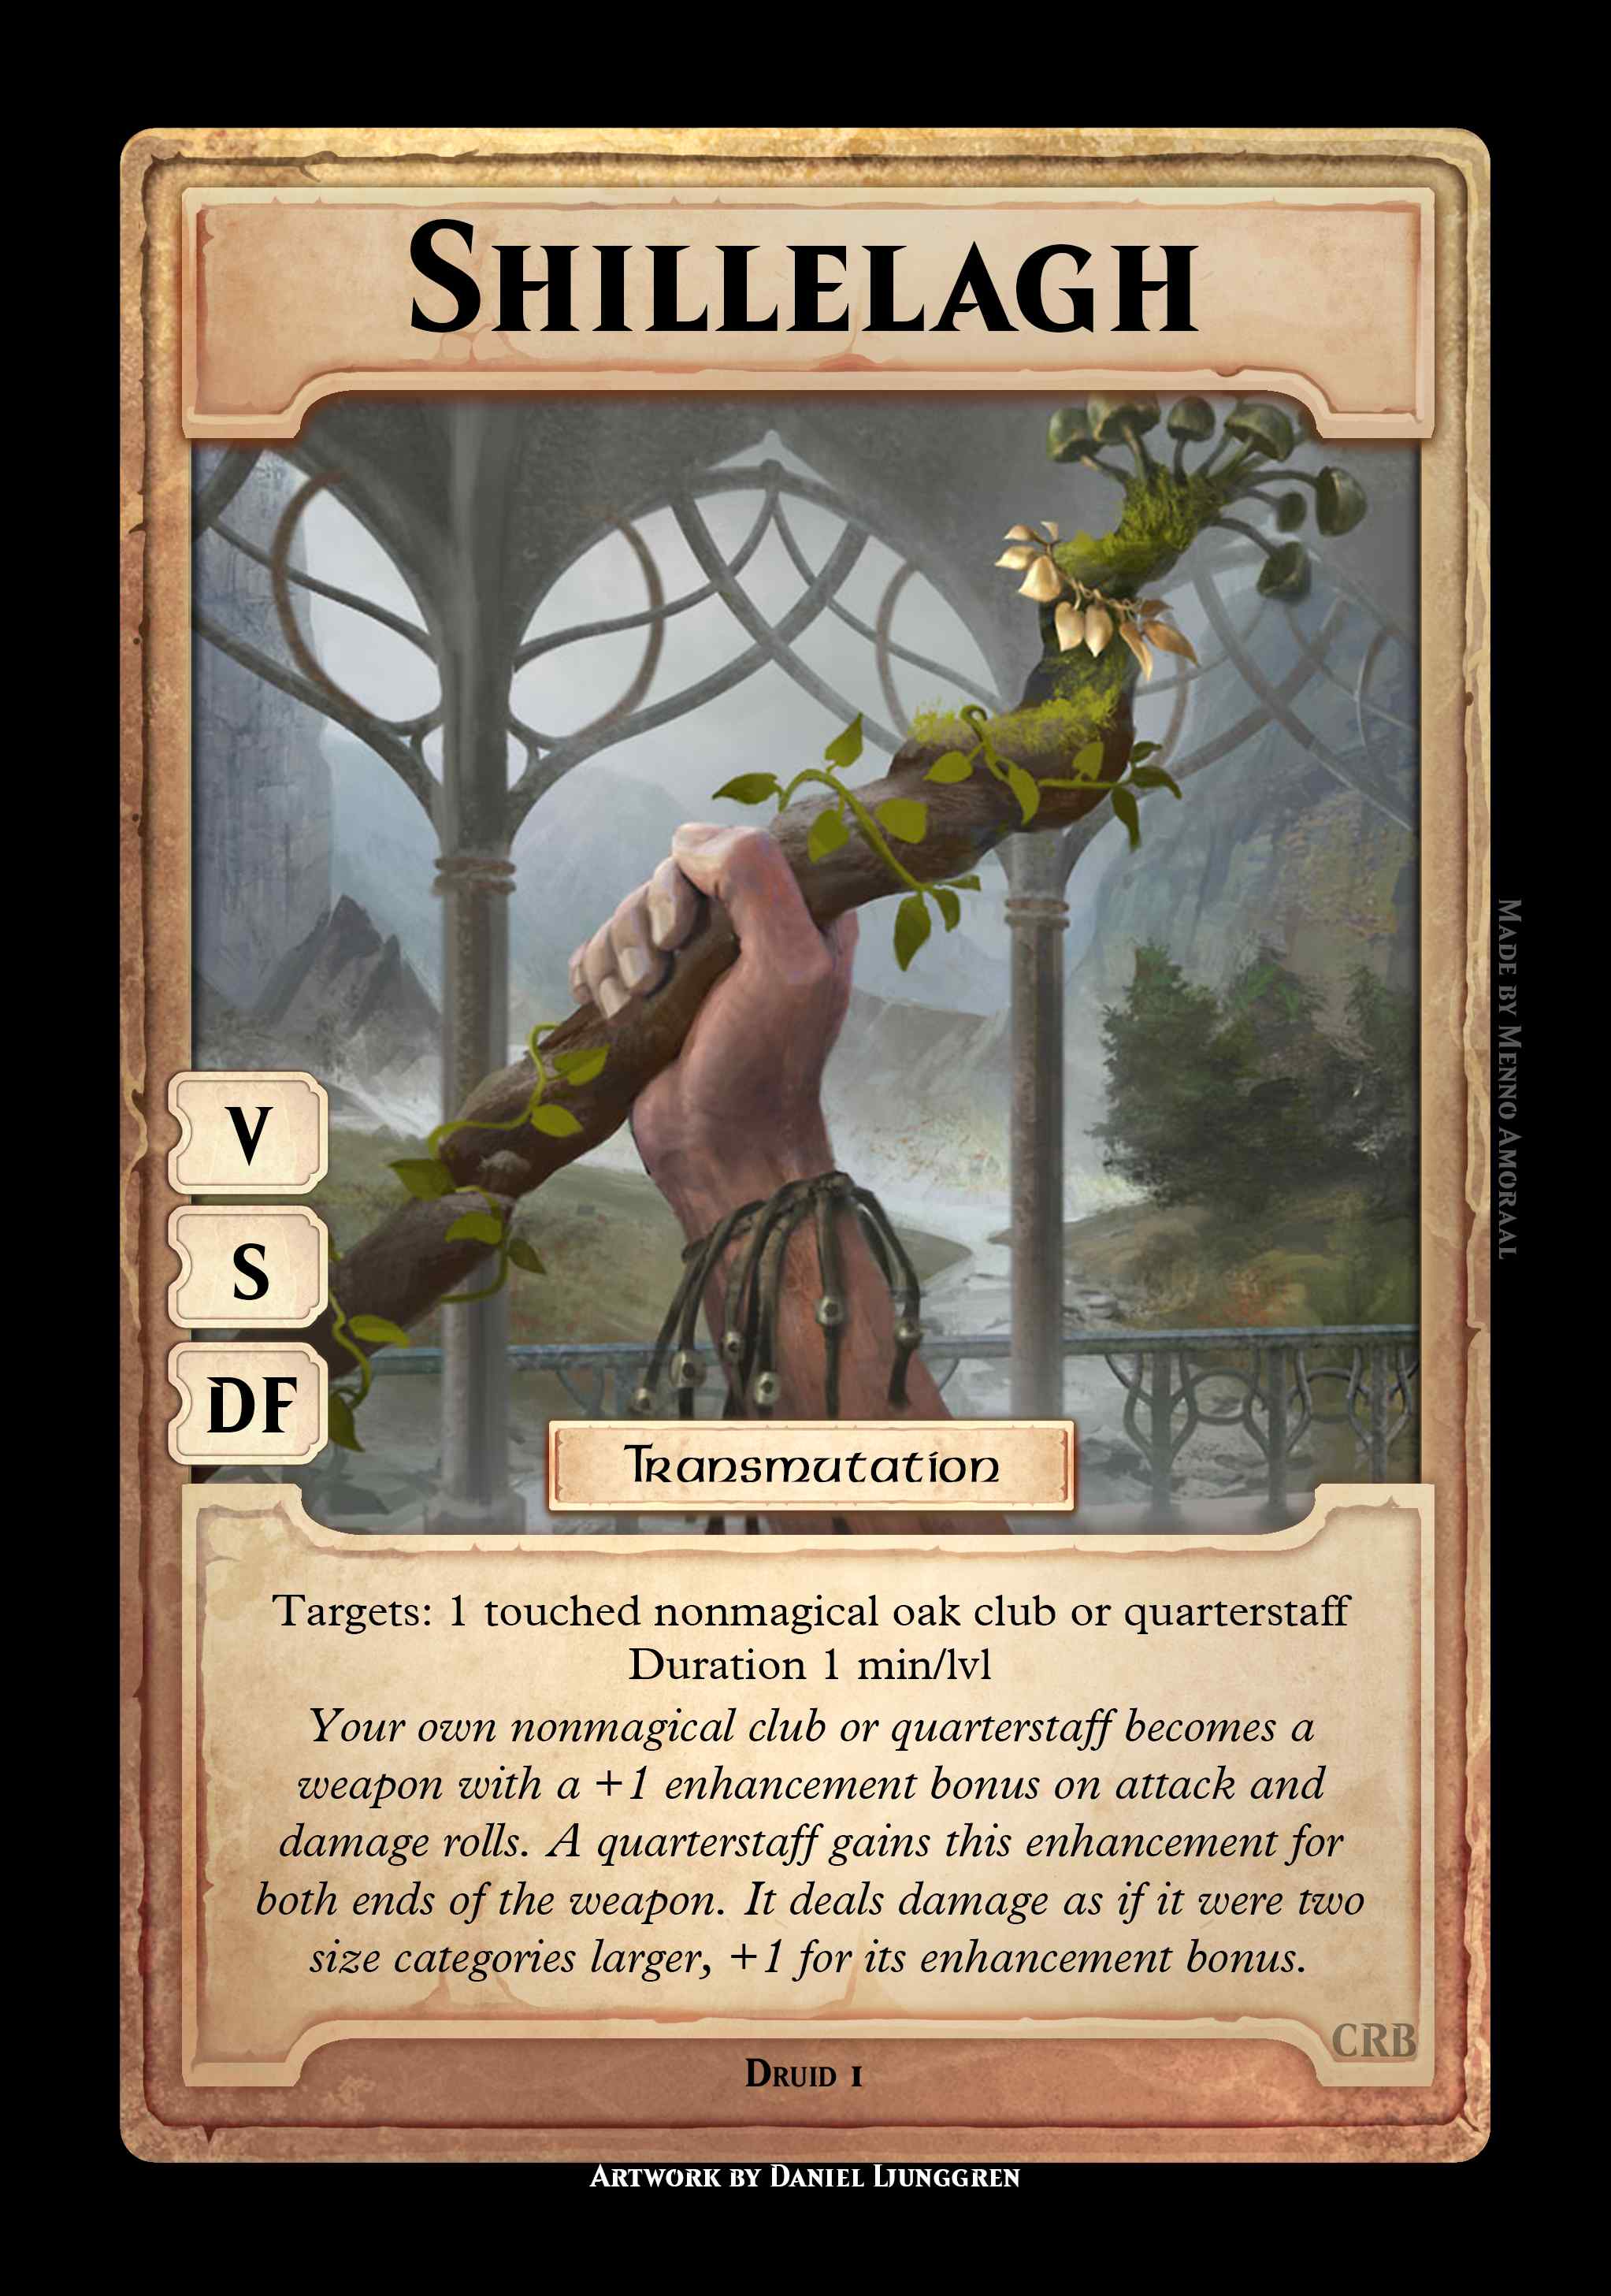 Shillelagh
V
S
DF
Transmutation
Targets: 1 touched nonmagical oak club or quarterstaff
Duration 1 min/lvl
Your own nonmagical club or quarterstaff becomes a
weapon with a +1 enhancement bonus on attack and
damage rolls. A quarterstaff gains this enhancement for
both ends of the weapon. It deals damage as if it were two
size categories larger, +1 for its enhancement bonus.
CRB
Druid 1
Artwork by Daniel Ljunggren
Made by Menno Amoraal